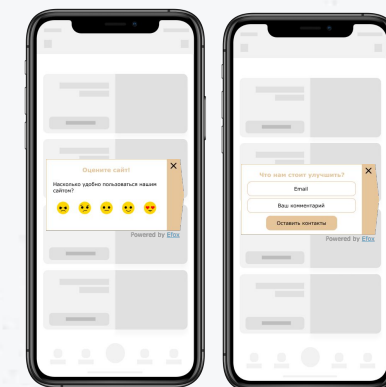 Оцените сайт!
Насколько удобно пользоваться нашим
сайтом?
Powered by Efox
Что нам стоит улучшить?
Email
Ваш комментарий
Оставить контакты
Powered by Efox